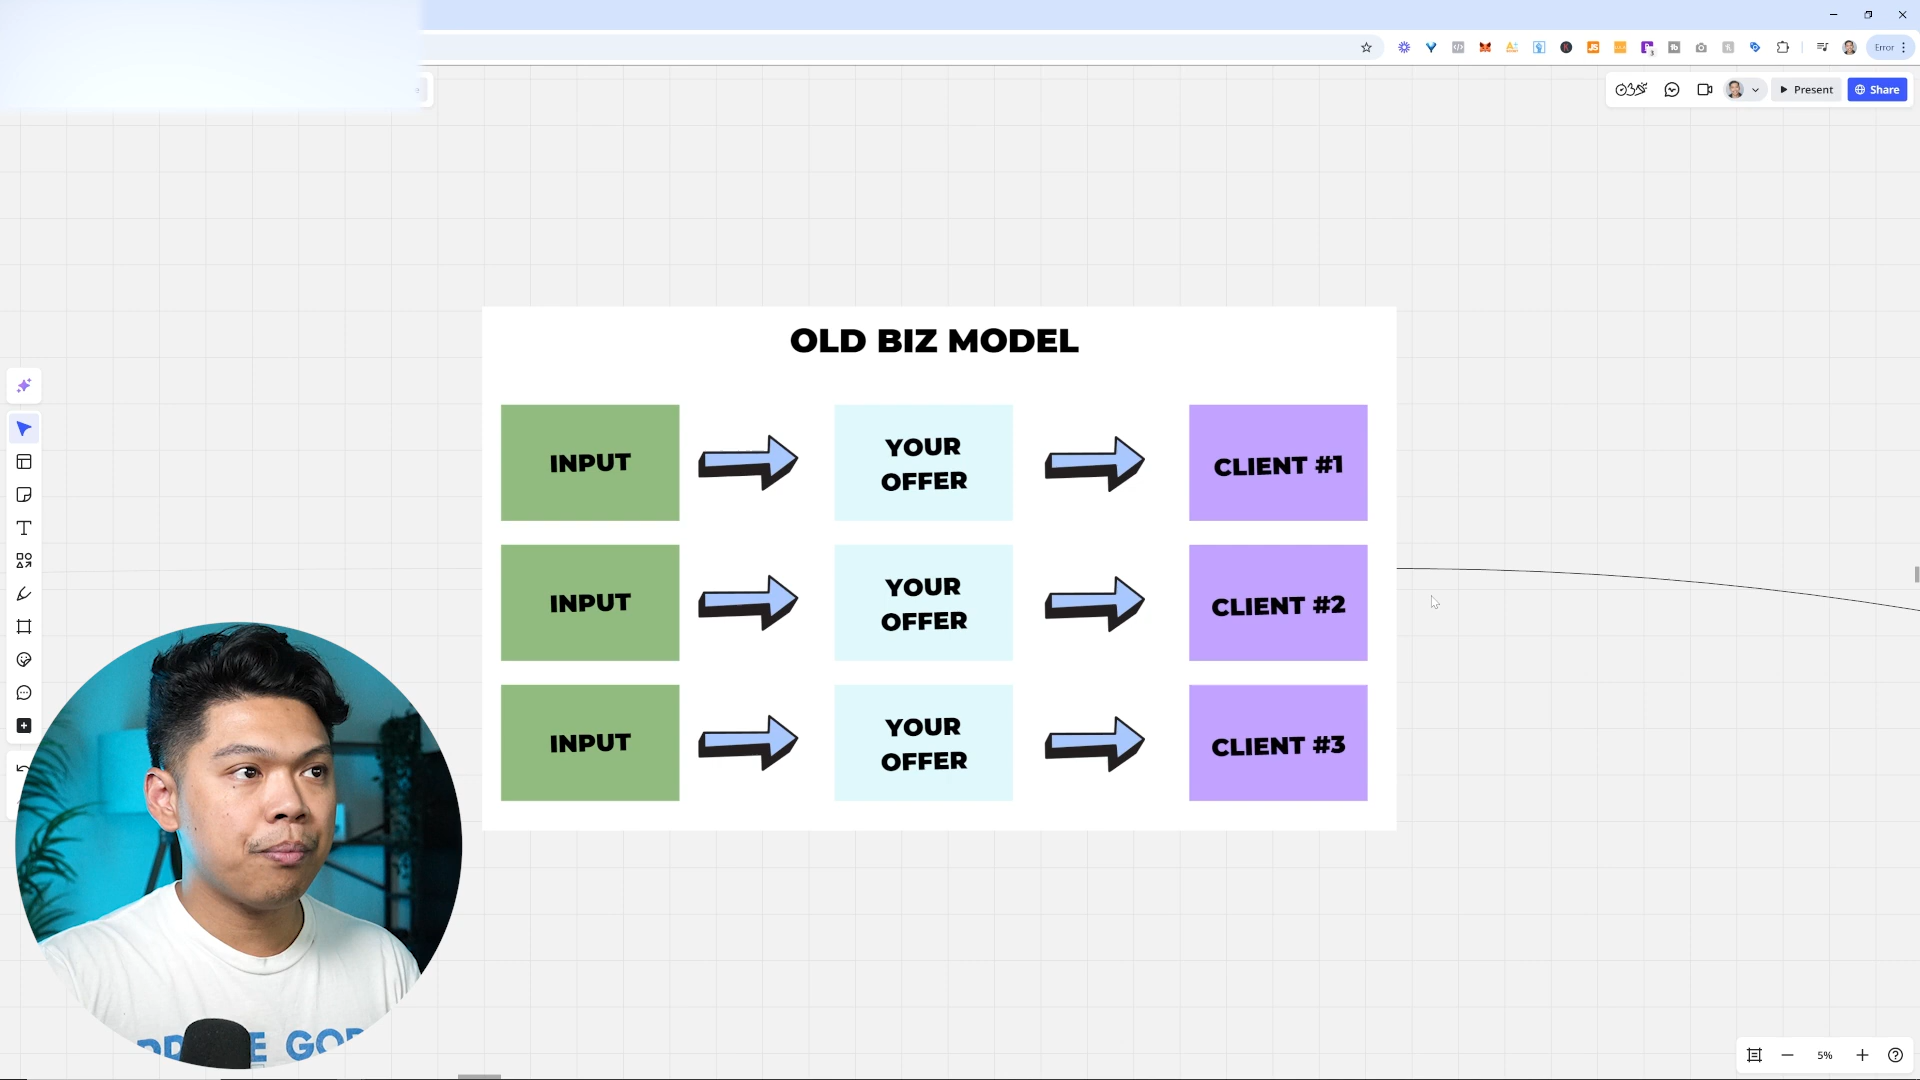 Error
Present
Share
OLD BIZ MODEL
INPUT
YOUR
OFFER
CLIENT #1
INPUT
YOUR
OFFER
CLIENT #2
INPUT
YOUR
OFFER
CLIENT #3
5%